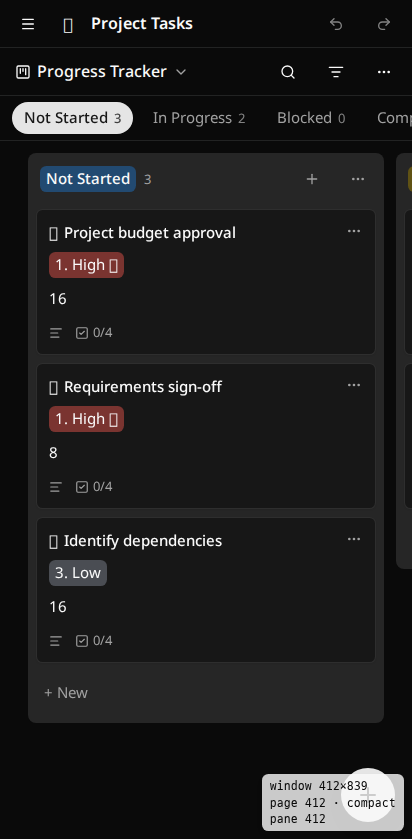 Project Tasks
Progress Tracker
Not Started 3 In Progress 2 Blocked 0 Comp
Not Started 3
Project budget approval
1. High
16
0/4
Requirements sign-off
1. High
8
0/4
Identify dependencies
3. Low
16
0/4
+ New
window 412×839
page 412 · compact
pane 412